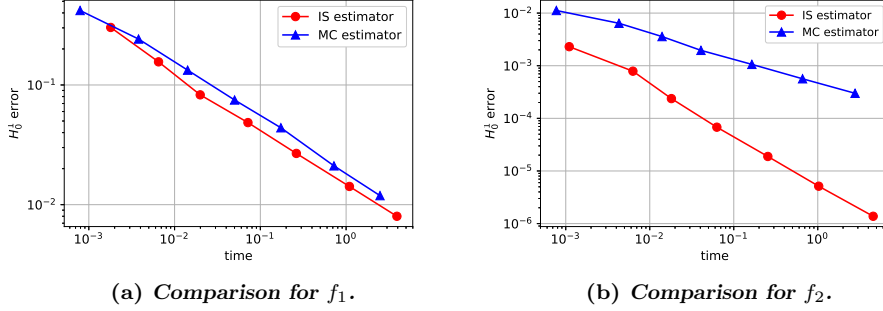 IS estimator
MC estimator
10⁻¹
10⁻²
H₀¹ error
10⁻³ 10⁻² 10⁻¹ 10⁰
time
(a) Comparison for f₁.
IS estimator
MC estimator
10⁻²
10⁻³
10⁻⁴
10⁻⁵
10⁻⁶
H₀¹ error
10⁻³ 10⁻² 10⁻¹ 10⁰
time
(b) Comparison for f₂.